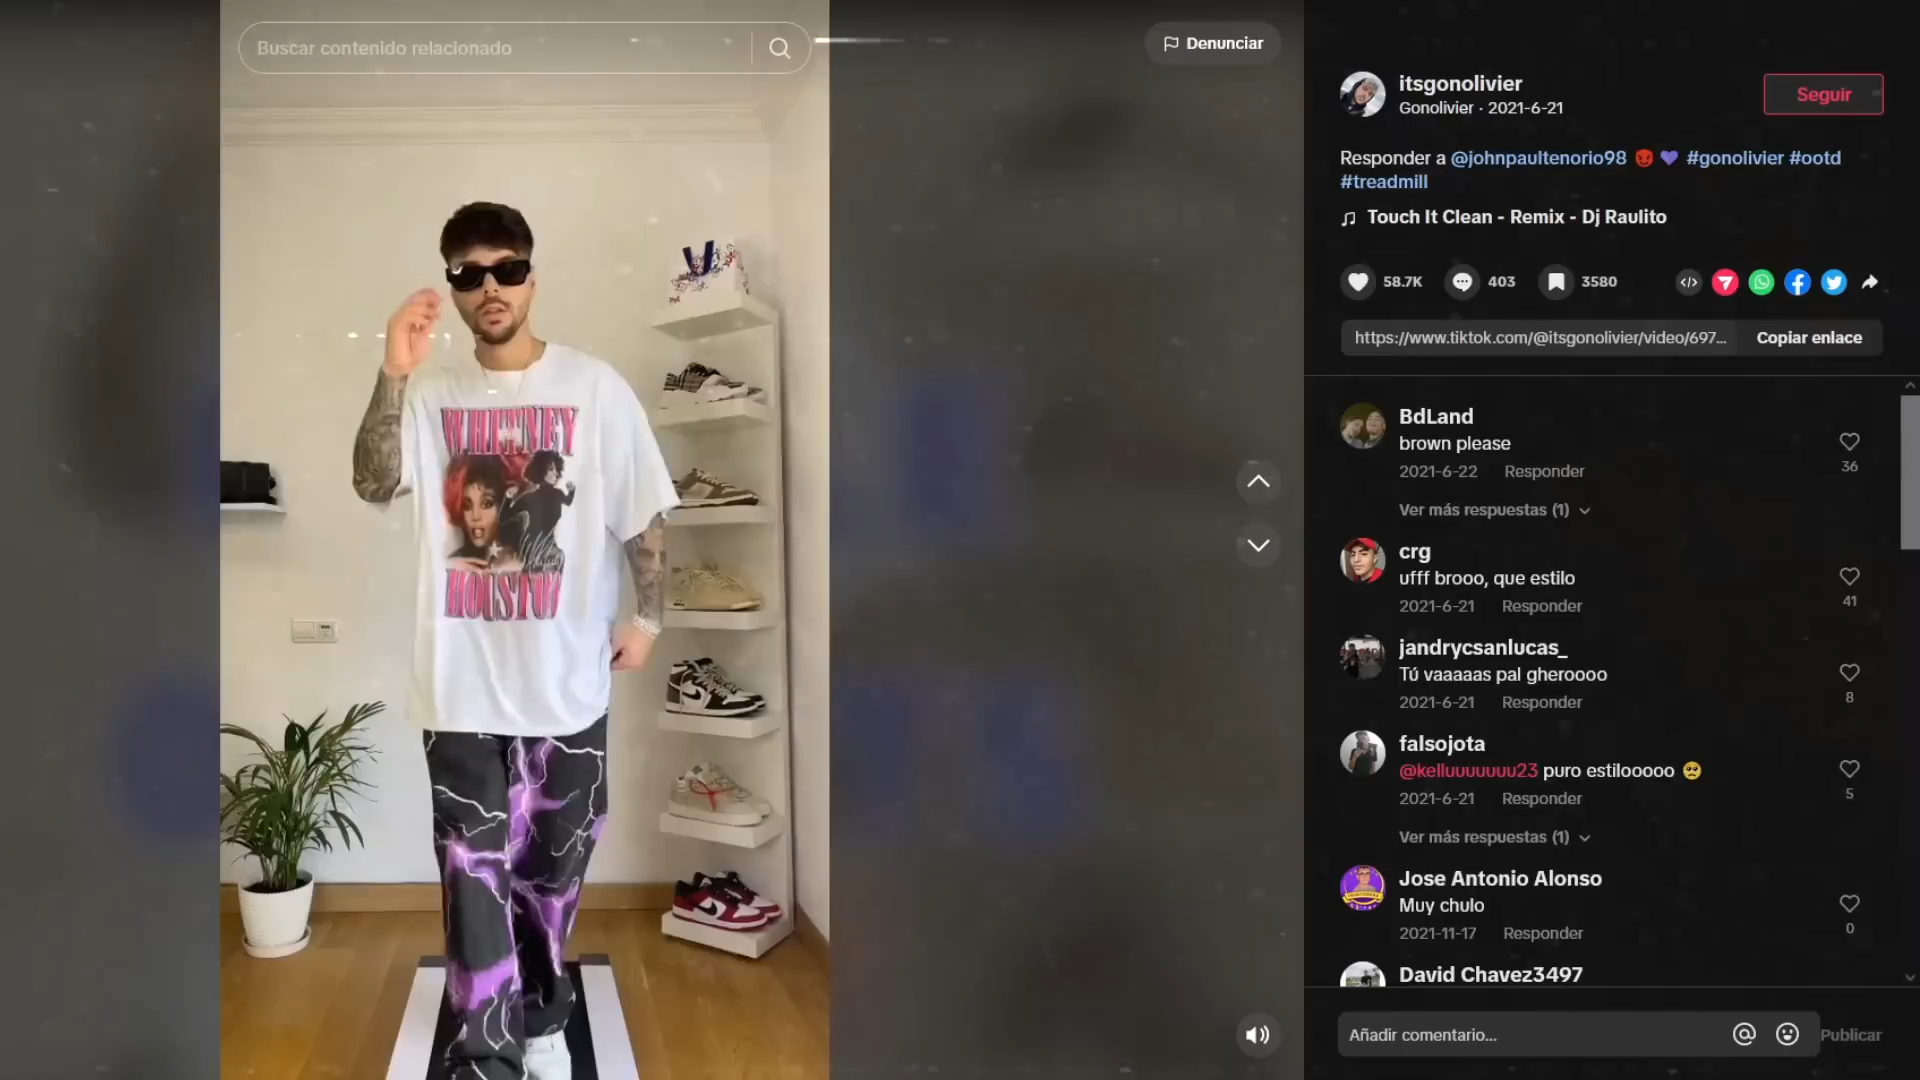 Buscar contenido relacionado
Denunciar
WHITNEY
HOUSTON
itsgonolivier
Gonolivier · 2021-6-21
Seguir
Responder a @johnpaultenorio98 😈 💜 #gonolivier #ootd
#treadmill
Touch It Clean - Remix - Dj Raulito
58.7K
403
3580
https://www.tiktok.com/@itsgonolivier/video/697...
Copiar enlace
BdLand
brown please
2021-6-22 Responder
36
Ver más respuestas (1)
crg
ufff brooo, que estilo
2021-6-21 Responder
41
jandrycsanlucas_
Tú vaaaaas pal gheroooo
2021-6-21 Responder
8
falsojota
@kelluuuuuuu23 puro estilooooo 🥺
2021-6-21 Responder
5
Ver más respuestas (1)
Jose Antonio Alonso
Muy chulo
2021-11-17 Responder
0
David Chavez3497
Añadir comentario...
Publicar